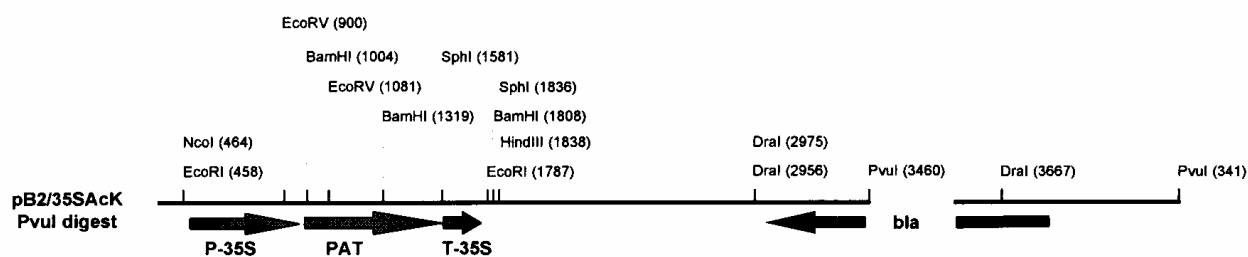 EcoRV (900)
BamHI (1004) SphI (1581)
EcoRV (1081) SphI (1836)
BamHI (1319) BamHI (1808)
NcoI (464) HindIII (1838) DraI (2975)
EcoRI (458) EcoRI (1787) DraI (2956) PvuI (3460) DraI (3667) PvuI (341)
pB2/35SAcK
PvuI digest bla
P-35S PAT T-35S